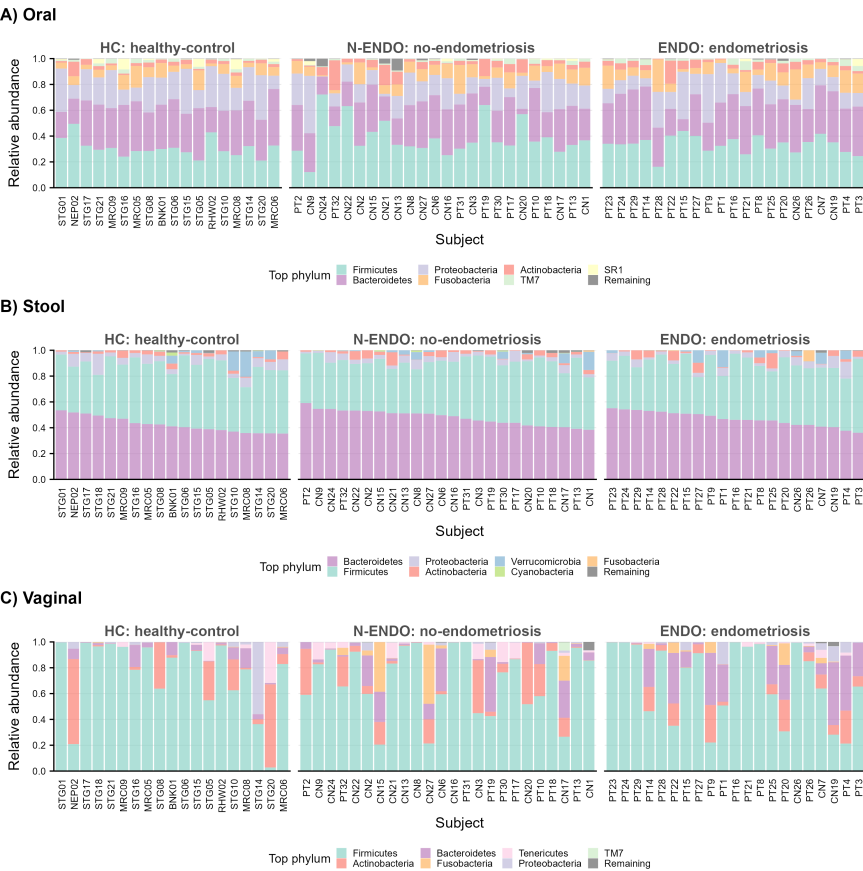 A) Oral
HC: healthy-control N-ENDO: no-endometriosis ENDO: endometriosis
Relative abundance
1.0
0.8
0.6
0.4
0.2
0.0
STG01 NEP02 STG17 STG21 MRC09 STG16 MRC05 STG08 BNK01 STG06 STG15 STG05 RHW02 STG10 MRC08 STG14 STG20 MRC06
PT2 CN9 CN24 PT32 CN22 CN2 CN15 CN21 CN13 CN8 CN27 CN6 CN16 PT31 CN3 PT19 PT30 PT17 CN20 PT10 PT18 CN17 PT13 CN1
PT23 PT24 PT29 PT14 PT28 PT22 PT15 PT9 PT1 PT16 PT21 PT8 PT25 PT20 CN26 PT26 CN7 CN19 PT4 PT3
Subject
Top phylum
Firmicutes Proteobacteria Actinobacteria SR1
Bacteroidetes Fusobacteria TM7 Remaining
B) Stool
HC: healthy-control N-ENDO: no-endometriosis ENDO: endometriosis
Relative abundance
1.0
0.8
0.6
0.4
0.2
0.0
STG01 NEP02 STG17 STG18 STG21 MRC09 STG16 MRC05 STG08 BNK01 STG06 STG15 STG05 RHW02 STG10 MRC08 STG14 STG20 MRC06
PT2 CN9 CN24 PT32 CN22 CN2 CN15 CN21 CN13 CN8 CN27 CN6 CN16 PT31 CN3 PT19 PT30 PT17 CN20 PT10 PT18 CN17 PT13 CN1
PT23 PT24 PT29 PT14 PT28 PT22 PT15 PT27 PT9 PT1 PT16 PT21 PT8 PT25 PT20 CN26 PT26 CN7 CN19 PT4 PT3
Subject
Top phylum
Bacteroidetes Proteobacteria Verrucomicrobia Fusobacteria
Firmicutes Actinobacteria Cyanobacteria Remaining
C) Vaginal
HC: healthy-control N-ENDO: no-endometriosis ENDO: endometriosis
Relative abundance
1.0
0.8
0.6
0.4
0.2
0.0
STG01 NEP02 STG17 STG18 STG21 MRC09 STG16 MRC05 STG08 BNK01 STG06 STG15 STG05 RHW02 STG10 MRC08 STG14 STG20 MRC06
PT2 CN9 CN24 PT32 CN22 CN2 CN15 CN21 CN13 CN8 CN27 CN6 CN16 PT31 CN3 PT19 PT30 PT17 CN20 PT10 PT18 CN17 PT13 CN1
PT23 PT24 PT29 PT14 PT28 PT22 PT15 PT27 PT9 PT1 PT16 PT21 PT8 PT25 PT20 CN26 PT26 CN7 CN19 PT4 PT3
Subject
Top phylum
Firmicutes Bacteroidetes Tenericutes TM7
Actinobacteria Fusobacteria Proteobacteria Remaining